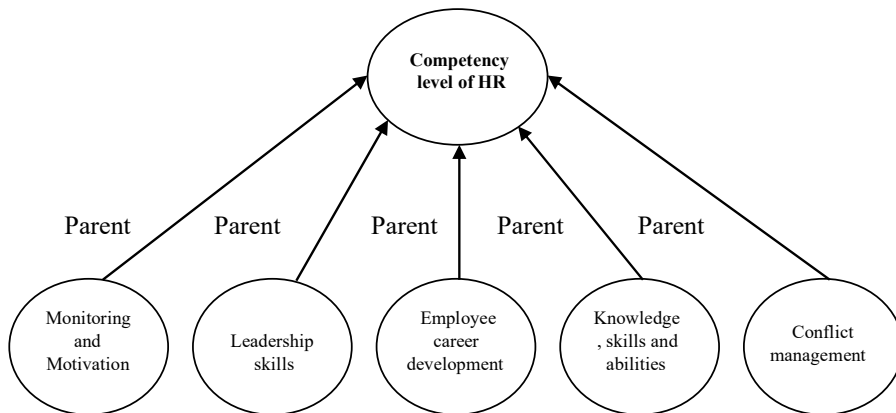 Competency
level of HR
Parent
Parent
Parent
Parent
Parent
Monitoring
and
Motivation
Leadership
skills
Employee
career
development
Knowledge
, skills and
abilities
Conflict
management